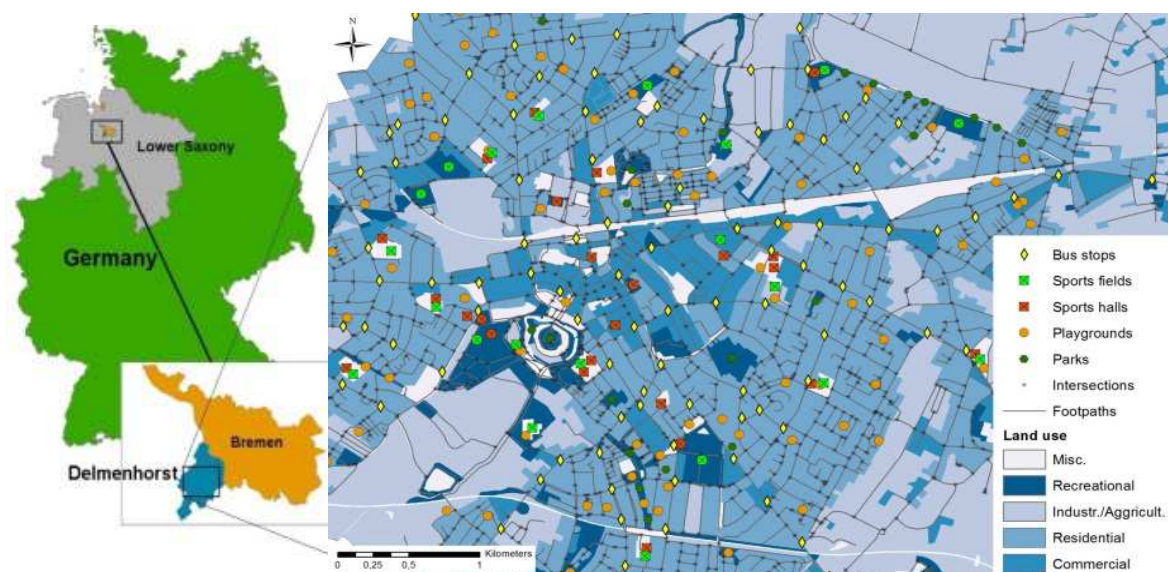 Lower Saxony
Germany
Bremen
Delmenhorst
N
Bus stops
Sports fields
Sports halls
Playgrounds
Parks
Intersections
Footpaths
Land use
Misc.
Recreational
Industr./Aggricult.
Residential
Commercial
Kilometers
0 0,25 0,5 1